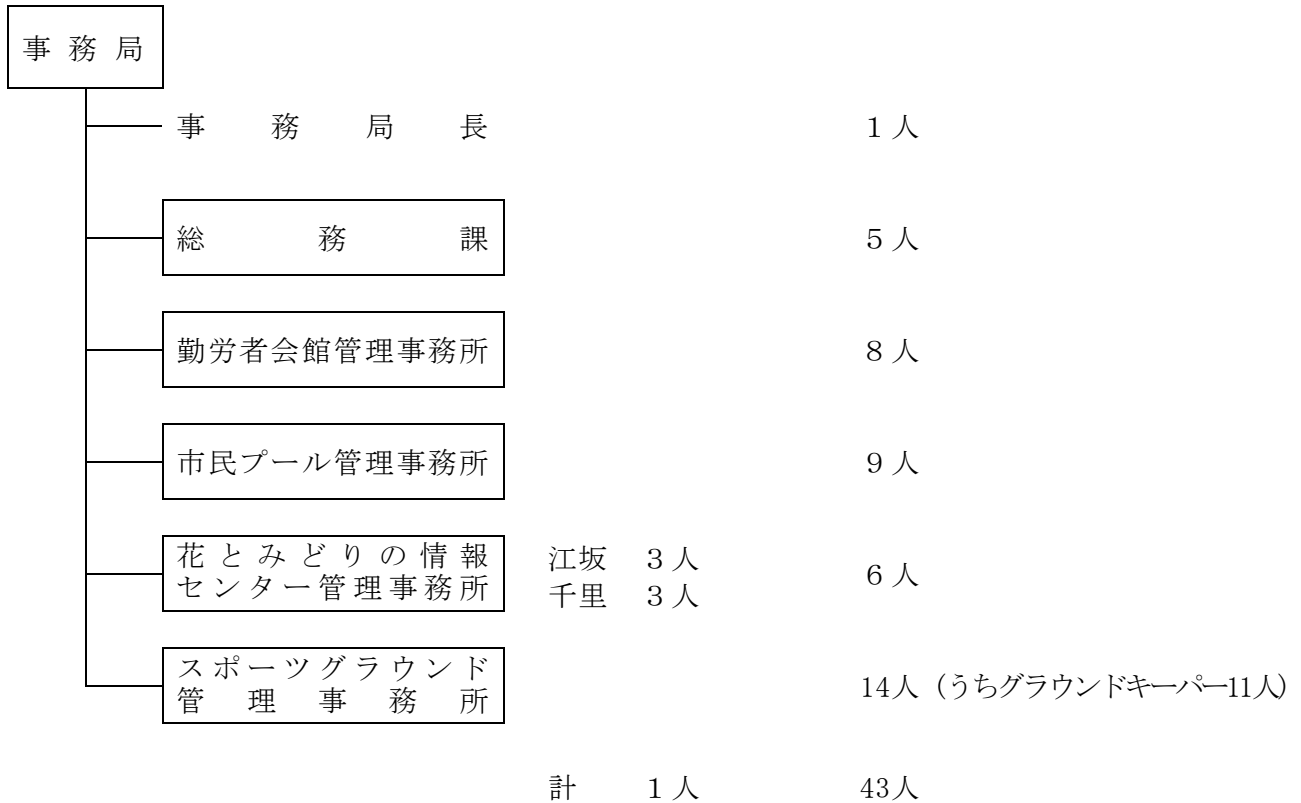 事務局
事務局長 1人
総務課 5人
勤労者会館管理事務所 8人
市民プール管理事務所 9人
花とみどりの情報
センター管理事務所
江坂 3人
千里 3人
6人
スポーツグラウンド
管理事務所
14人(うちグラウンドキーパー11人)
計 1人 43人